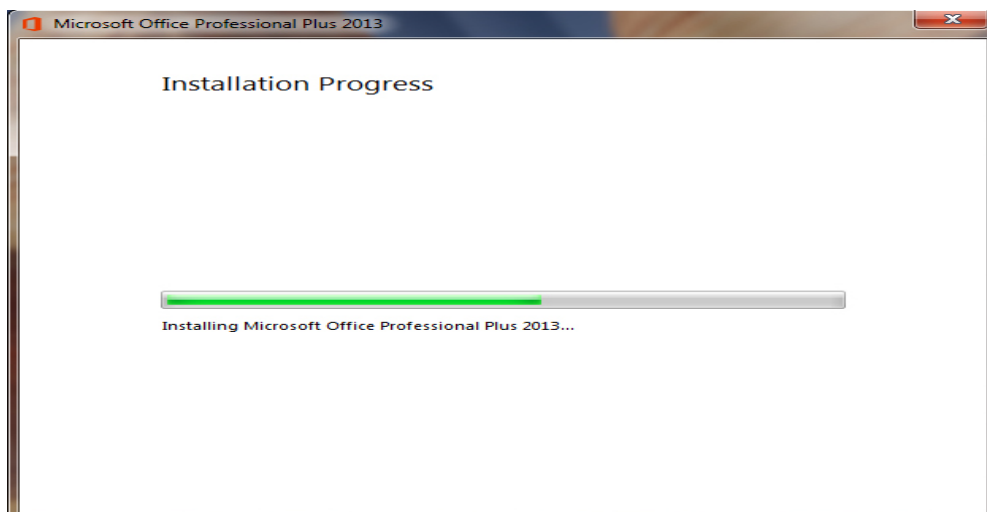 Microsoft Office Professional Plus 2013
Installation Progress
Installing Microsoft Office Professional Plus 2013...